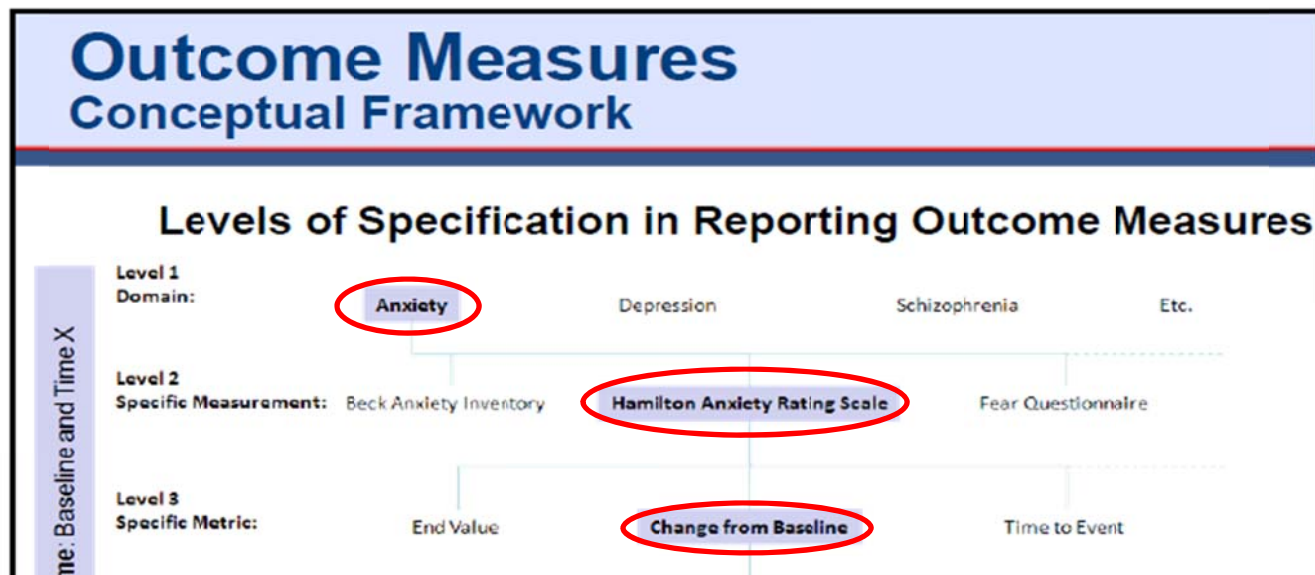 Outcome Measures
Conceptual Framework
Levels of Specification in Reporting Outcome Measures
Level 1
Domain:
Anxiety Depression Schizophrenia Etc.
Level 2
Specific Measurement: Beck Anxiety Inventory Hamilton Anxiety Rating Scale Fear Questionnaire
Level 3
Specific Metric: End Value Change from Baseline Time to Event
me: Baseline and Time X